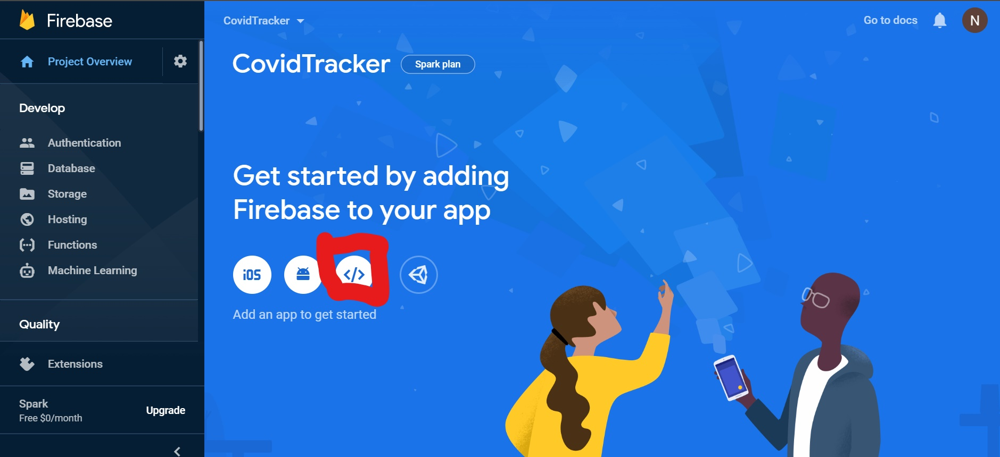 Firebase
Project Overview
Develop
Authentication
Database
Storage
Hosting
Functions
Machine Learning
Quality
Extensions
Spark
Free $0/month
Upgrade
CovidTracker
Go to docs
N
CovidTracker
Spark plan
Get started by adding
Firebase to your app
iOS
</>
Add an app to get started